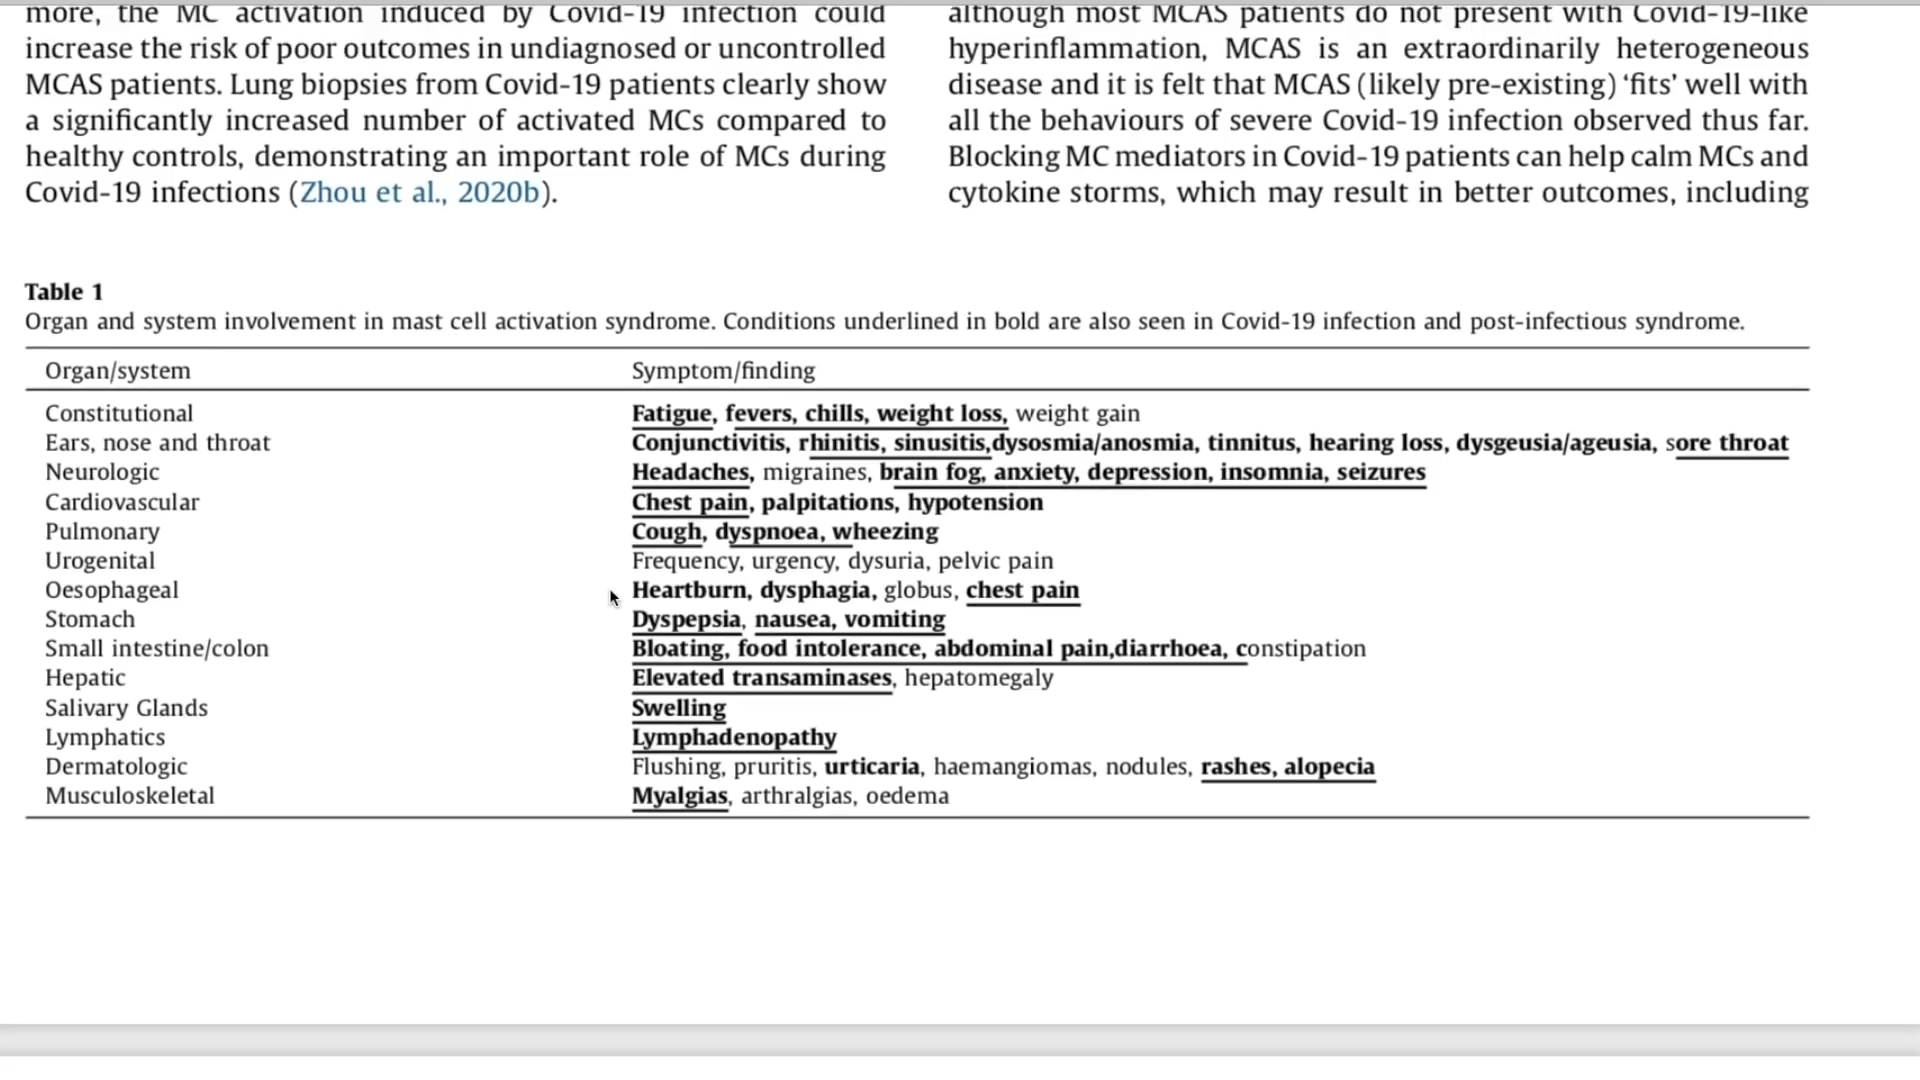 more, the MC activation induced by Covid-19 infection could
increase the risk of poor outcomes in undiagnosed or uncontrolled
MCAS patients. Lung biopsies from Covid-19 patients clearly show
a significantly increased number of activated MCs compared to
healthy controls, demonstrating an important role of MCs during
Covid-19 infections (Zhou et al., 2020b).
although most MCAS patients do not present with Covid-19-like
hyperinflammation, MCAS is an extraordinarily heterogeneous
disease and it is felt that MCAS (likely pre-existing) ‘fits’ well with
all the behaviours of severe Covid-19 infection observed thus far.
Blocking MC mediators in Covid-19 patients can help calm MCs and
cytokine storms, which may result in better outcomes, including
Table 1
Organ and system involvement in mast cell activation syndrome. Conditions underlined in bold are also seen in Covid-19 infection and post-infectious syndrome.
Organ/system Symptom/finding
Constitutional Fatigue, fevers, chills, weight loss, weight gain
Ears, nose and throat Conjunctivitis, rhinitis, sinusitis,dysosmia/anosmia, tinnitus, hearing loss, dysgeusia/ageusia, sore throat
Neurologic Headaches, migraines, brain fog, anxiety, depression, insomnia, seizures
Cardiovascular Chest pain, palpitations, hypotension
Pulmonary Cough, dyspnoea, wheezing
Urogenital Frequency, urgency, dysuria, pelvic pain
Oesophageal Heartburn, dysphagia, globus, chest pain
Stomach Dyspepsia, nausea, vomiting
Small intestine/colon Bloating, food intolerance, abdominal pain,diarrhoea, constipation
Hepatic Elevated transaminases, hepatomegaly
Salivary Glands Swelling
Lymphatics Lymphadenopathy
Dermatologic Flushing, pruritis, urticaria, haemangiomas, nodules, rashes, alopecia
Musculoskeletal Myalgias, arthralgias, oedema